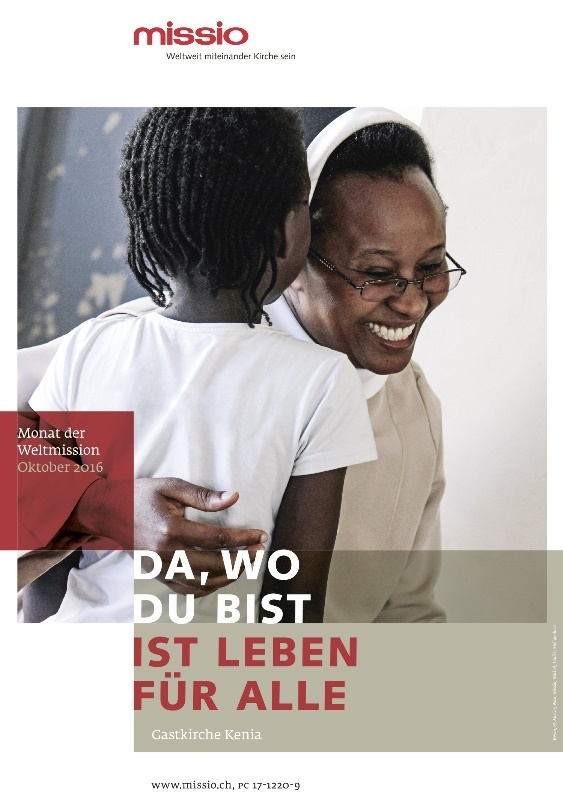 missio
Weltweit miteinander Kirche sein
Monat der
Weltmission
Oktober 2016
DA, WO
DU BIST
IST LEBEN
FÜR ALLE
Gastkirche Kenia
www.missio.ch, PC 17-1220-9